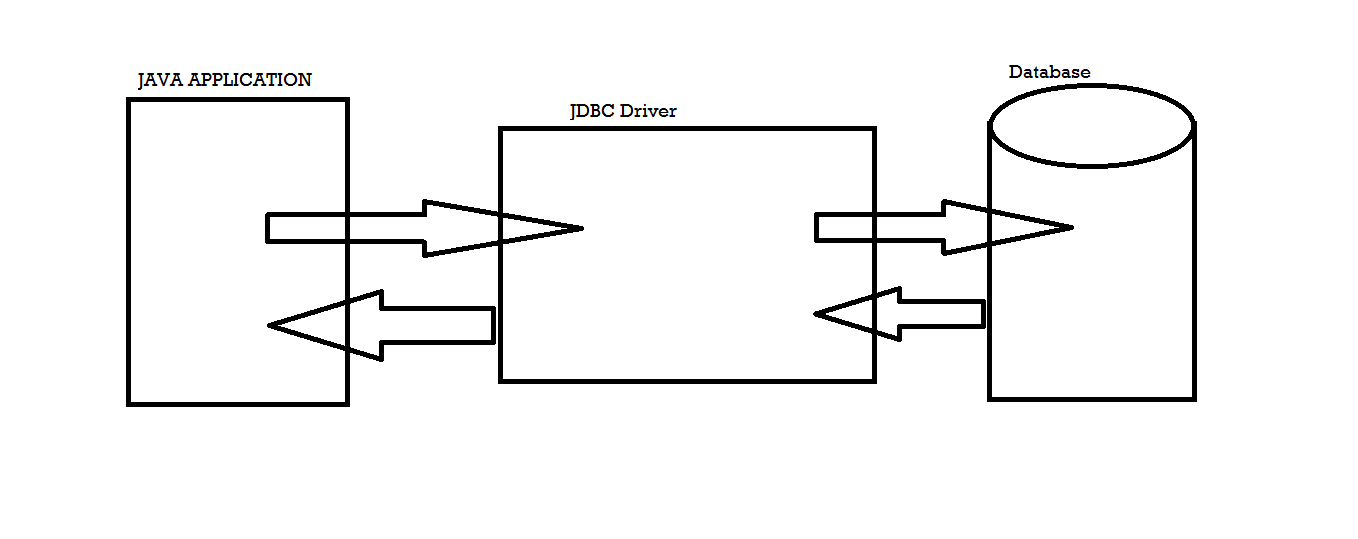 JAVA APPLICATION
JDBC Driver
Database